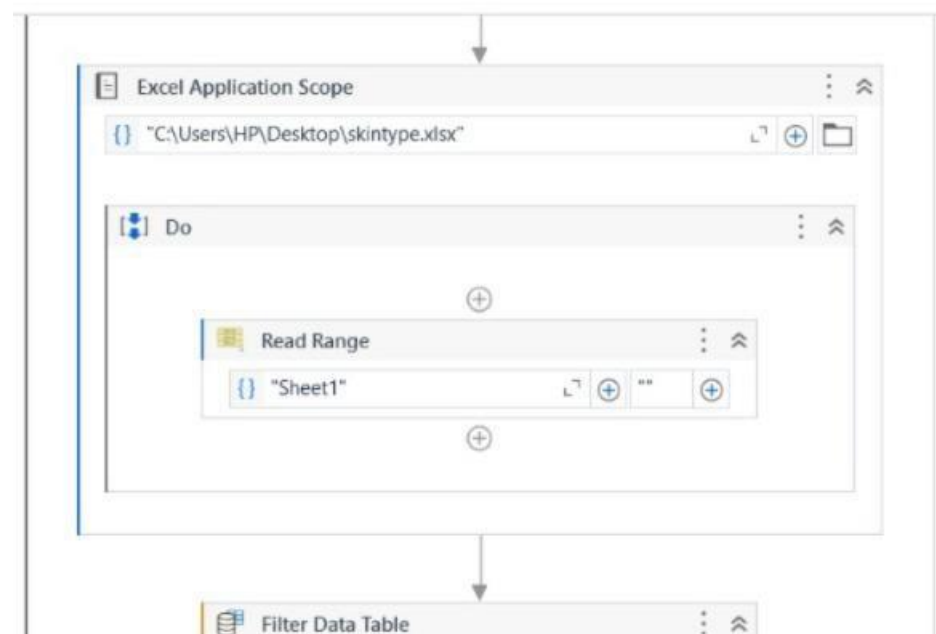 Excel Application Scope
"C:\Users\HP\Desktop\skintype.xlsx"
Do
Read Range
"Sheet1" ""
Filter Data Table